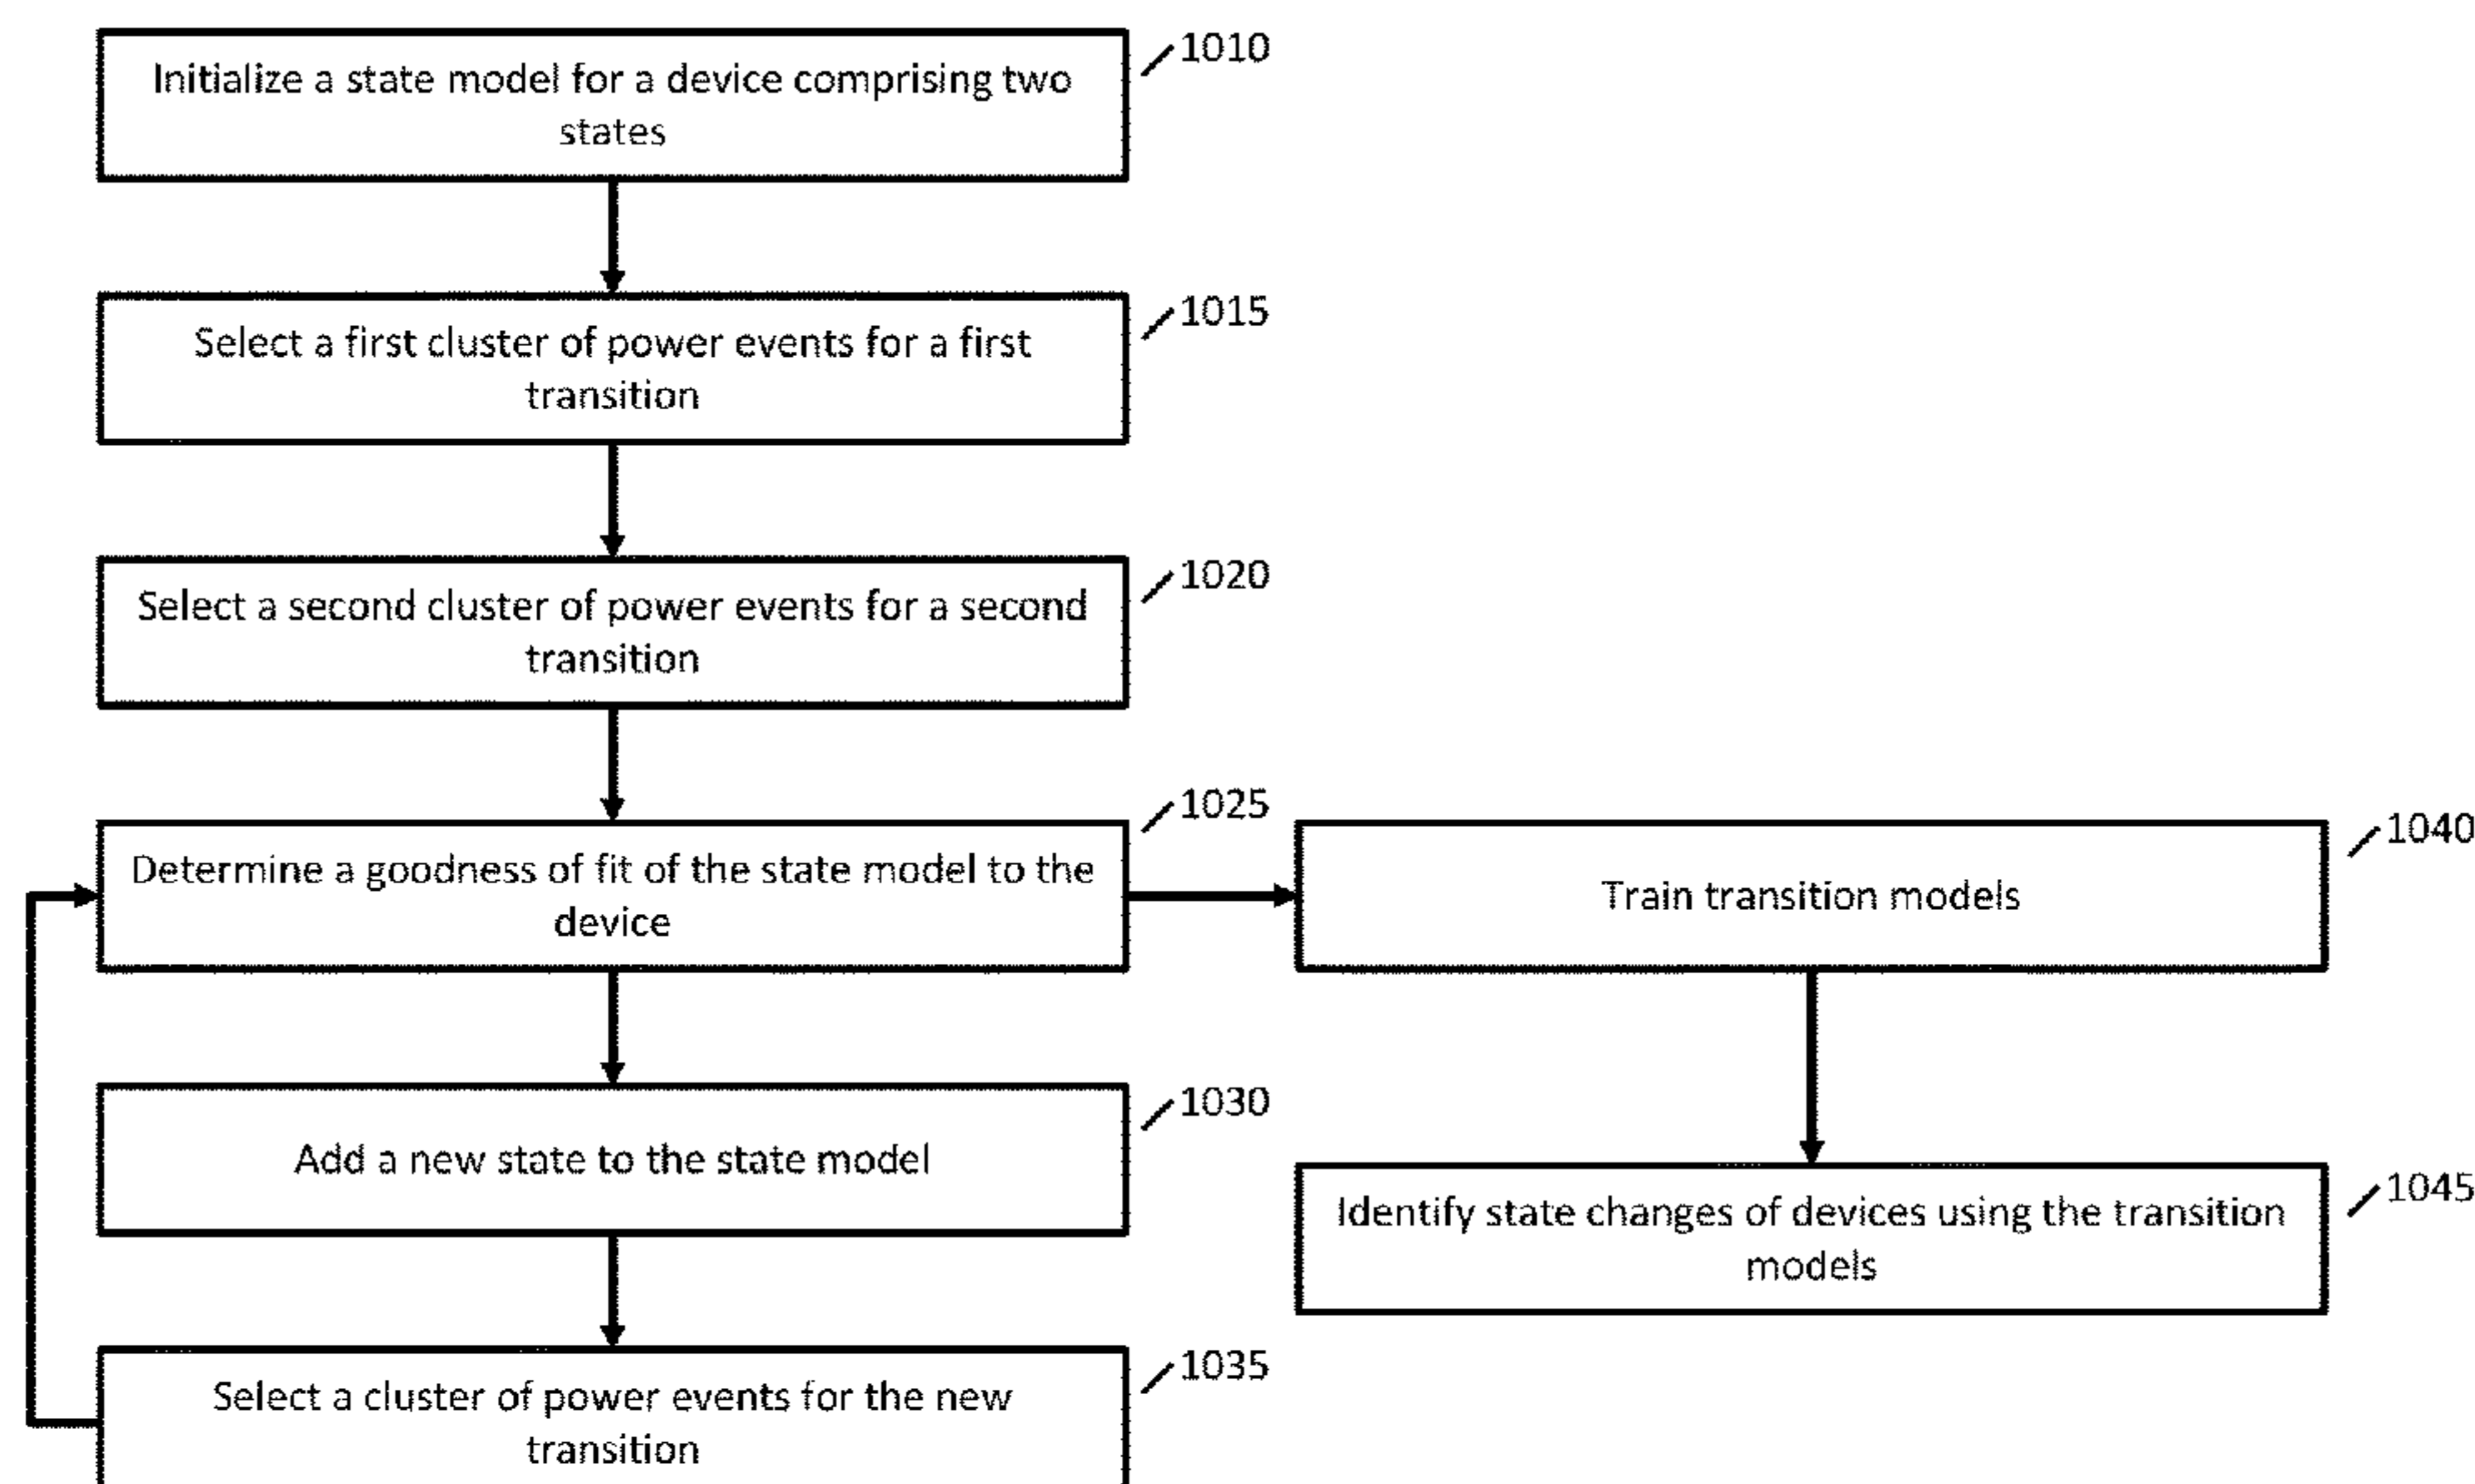 Initialize a state model for a device comprising two
states
1010
Select a first cluster of power events for a first
transition
1015
Select a second cluster of power events for a second
transition
1020
Determine a goodness of fit of the state model to the
device
1025
Add a new state to the state model
1030
Select a cluster of power events for the new
transition
1035
Train transition models
1040
Identify state changes of devices using the transition
models
1045